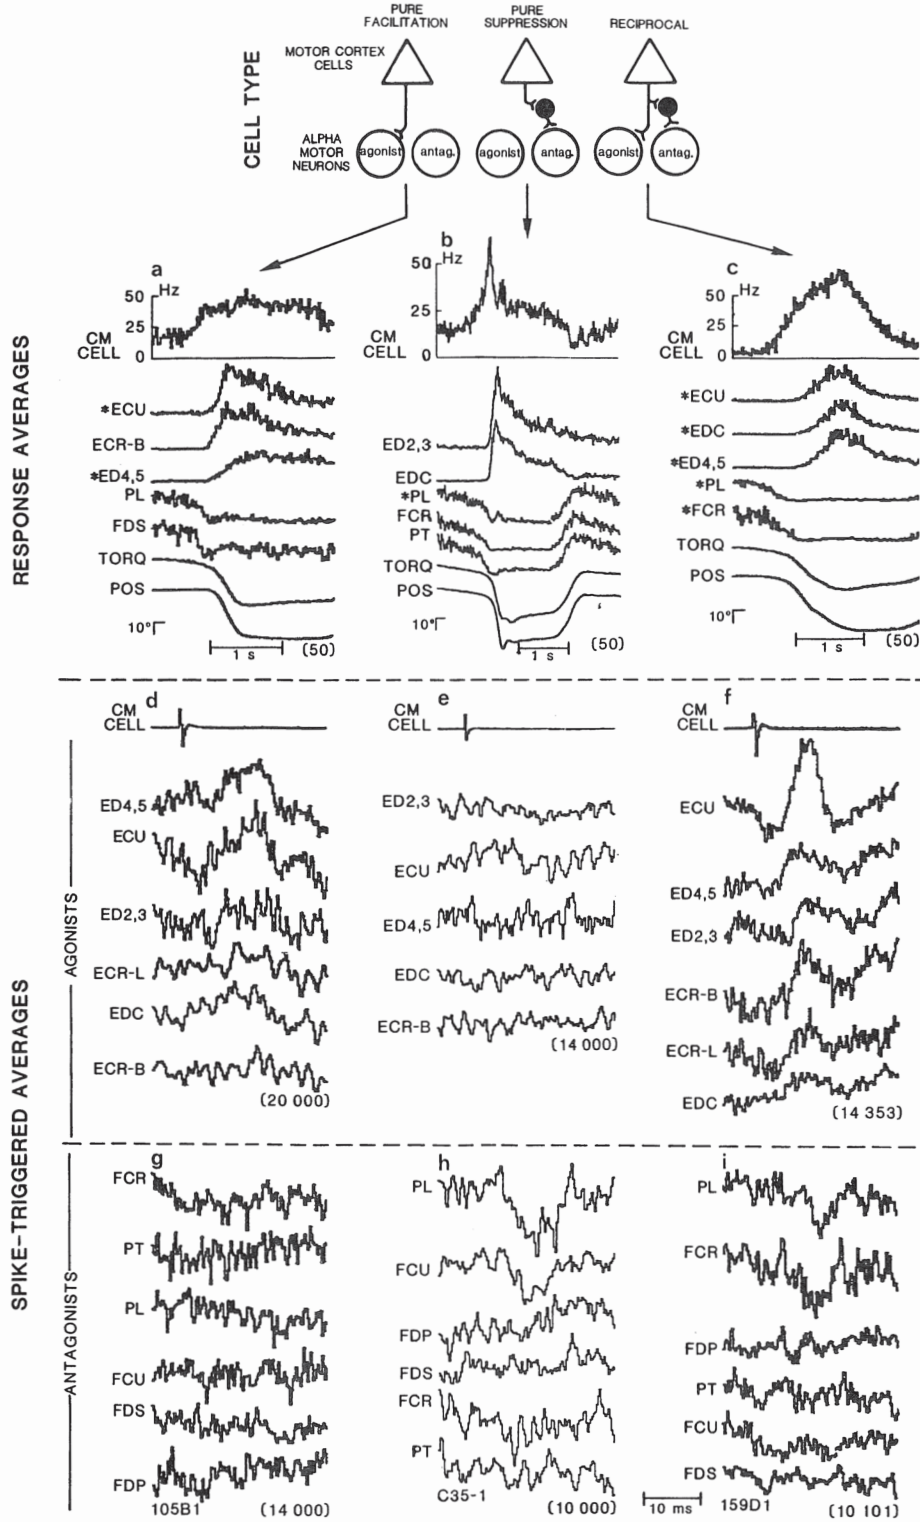 PURE FACILITATION
PURE SUPPRESSION
RECIPROCAL
CELL TYPE
MOTOR CORTEX CELLS
ALPHA MOTOR NEURONS
agonist
antag.
agonist
antag.
agonist
antag.
RESPONSE AVERAGES
a
50 Hz
25
0
CM CELL
*ECU
ECR-B
*ED4,5
PL
FDS
TORQ
POS
10°
1 s
(50)
b
50 Hz
25
0
CM CELL
ED2,3
EDC
*PL
FCR
PT
TORQ
POS
10°
1 s
(50)
c
50 Hz
25
0
CM CELL
*ECU
*EDC
*ED4,5
*PL
*FCR
TORQ
POS
10°
1 s
(50)
SPIKE-TRIGGERED AVERAGES
AGONISTS
d
CM CELL
ED4,5
ECU
ED2,3
ECR-L
EDC
ECR-B
(20 000)
e
CM CELL
ED2,3
ECU
ED4,5
EDC
ECR-B
(14 000)
f
CM CELL
ECU
ED4,5
ED2,3
ECR-B
ECR-L
EDC
(14 353)
ANTAGONISTS
g
FCR
PT
PL
FCU
FDS
FDP
105B1
(14 000)
h
PL
FCU
FDP
FDS
FCR
PT
C35-1
(10 000)
10 ms
i
PL
FCR
FDP
PT
FCU
FDS
159D1
(10 101)